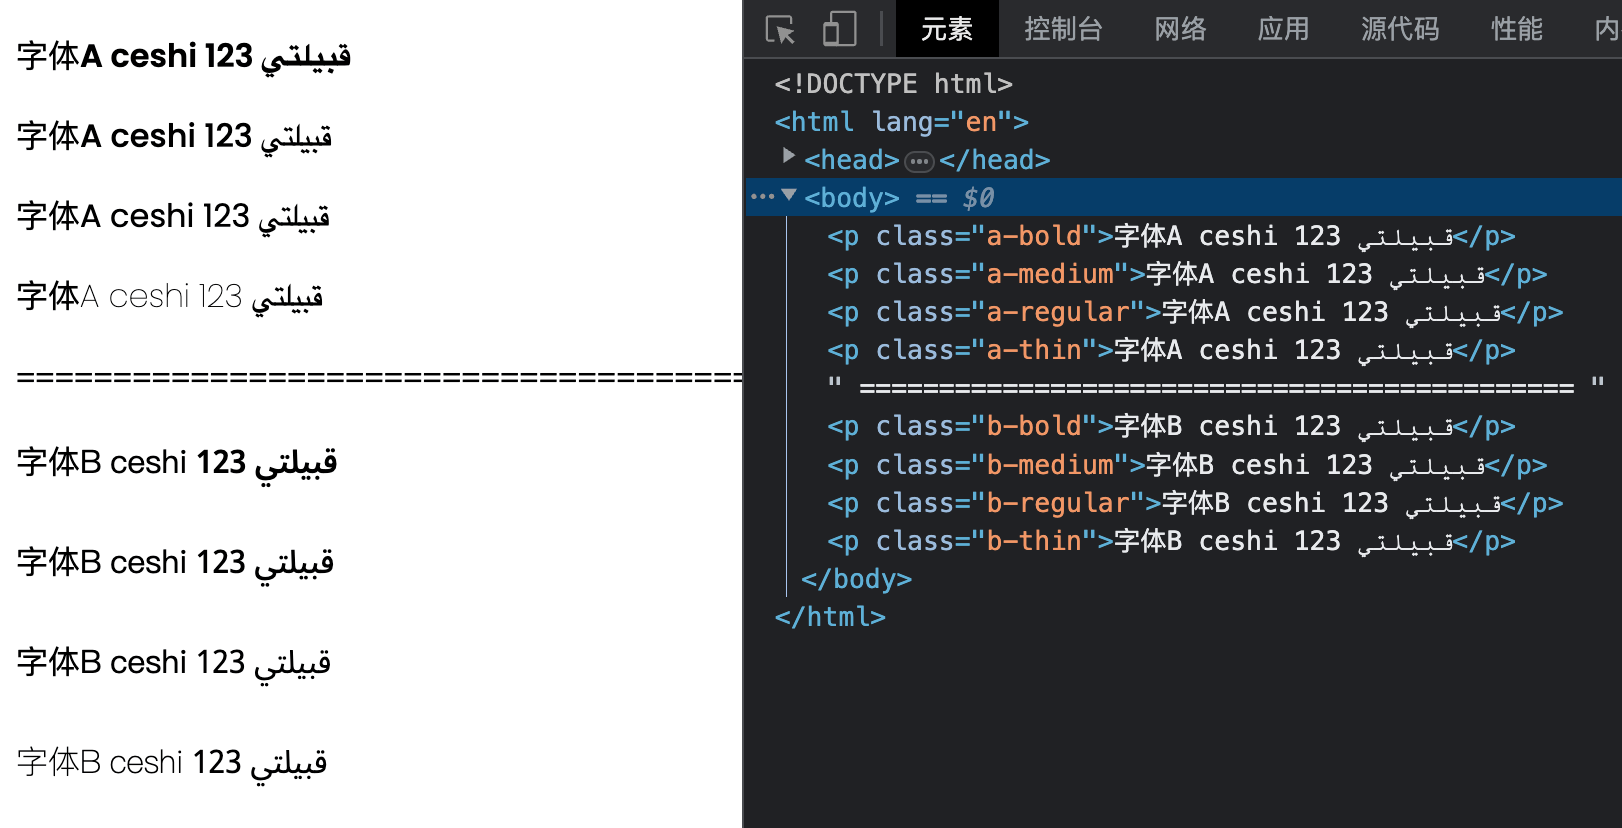 字体A ceshi 123 قبيلتي
字体A ceshi 123 قبيلتي
字体A ceshi 123 قبيلتي
字体A ceshi 123 قبيلتي
======================================
字体B ceshi 123 قبيلتي
字体B ceshi 123 قبيلتي
字体B ceshi 123 قبيلتي
字体B ceshi 123 قبيلتي
元素 控制台 网络 应用 源代码 性能 内
<!DOCTYPE html>
<html lang="en">
<head>…</head>
<body> == $0
<p class="a-bold">字体A ceshi 123 قبيلتي</p>
<p class="a-medium">字体A ceshi 123 قبيلتي</p>
<p class="a-regular">字体A ceshi 123 قبيلتي</p>
<p class="a-thin">字体A ceshi 123 قبيلتي</p>
" ============================================= "
<p class="b-bold">字体B ceshi 123 قبيلتي</p>
<p class="b-medium">字体B ceshi 123 قبيلتي</p>
<p class="b-regular">字体B ceshi 123 قبيلتي</p>
<p class="b-thin">字体B ceshi 123 قبيلتي</p>
</body>
</html>